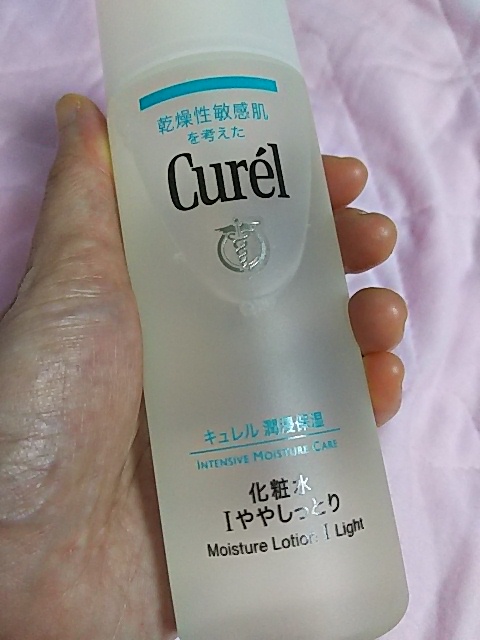 乾燥性敏感肌
を考えた
Curél
キュレル 潤浸保湿
INTENSIVE MOISTURE CARE
化粧水
Iややしっとり
Moisture Lotion I Light